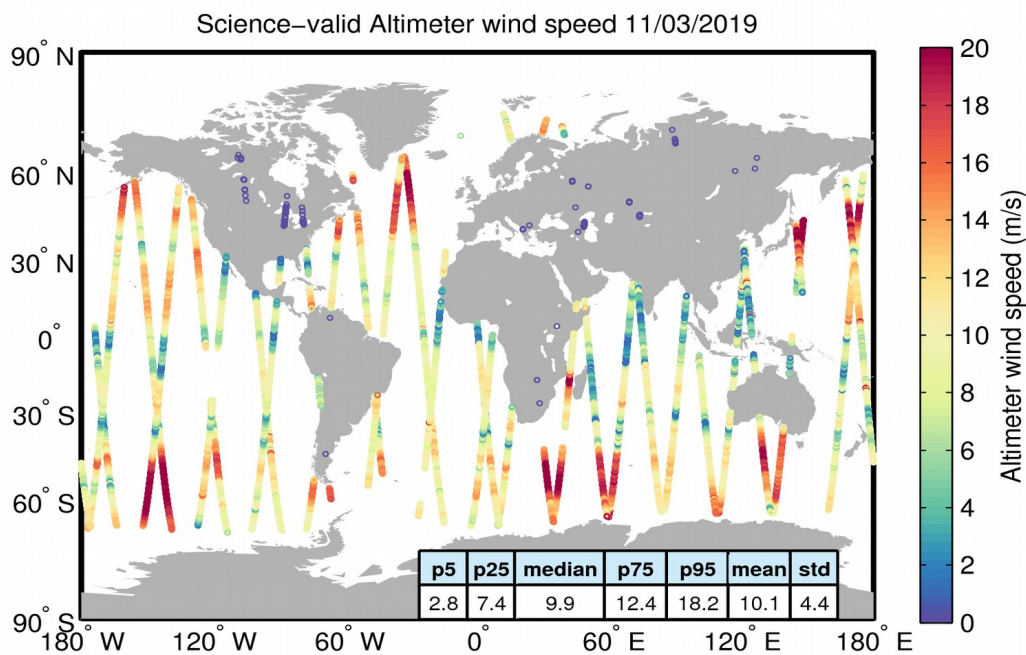 Science−valid Altimeter wind speed 11/03/2019
90° N
60° N
30° N
0°
30° S
60° S
90° S
180° W
120° W
60° W
0°
60° E
120° E
180° E
p5 p25 median p75 p95 mean std
2.8 7.4 9.9 12.4 18.2 10.1 4.4
20
18
16
14
12
10
8
6
4
2
0
Altimeter wind speed (m/s)